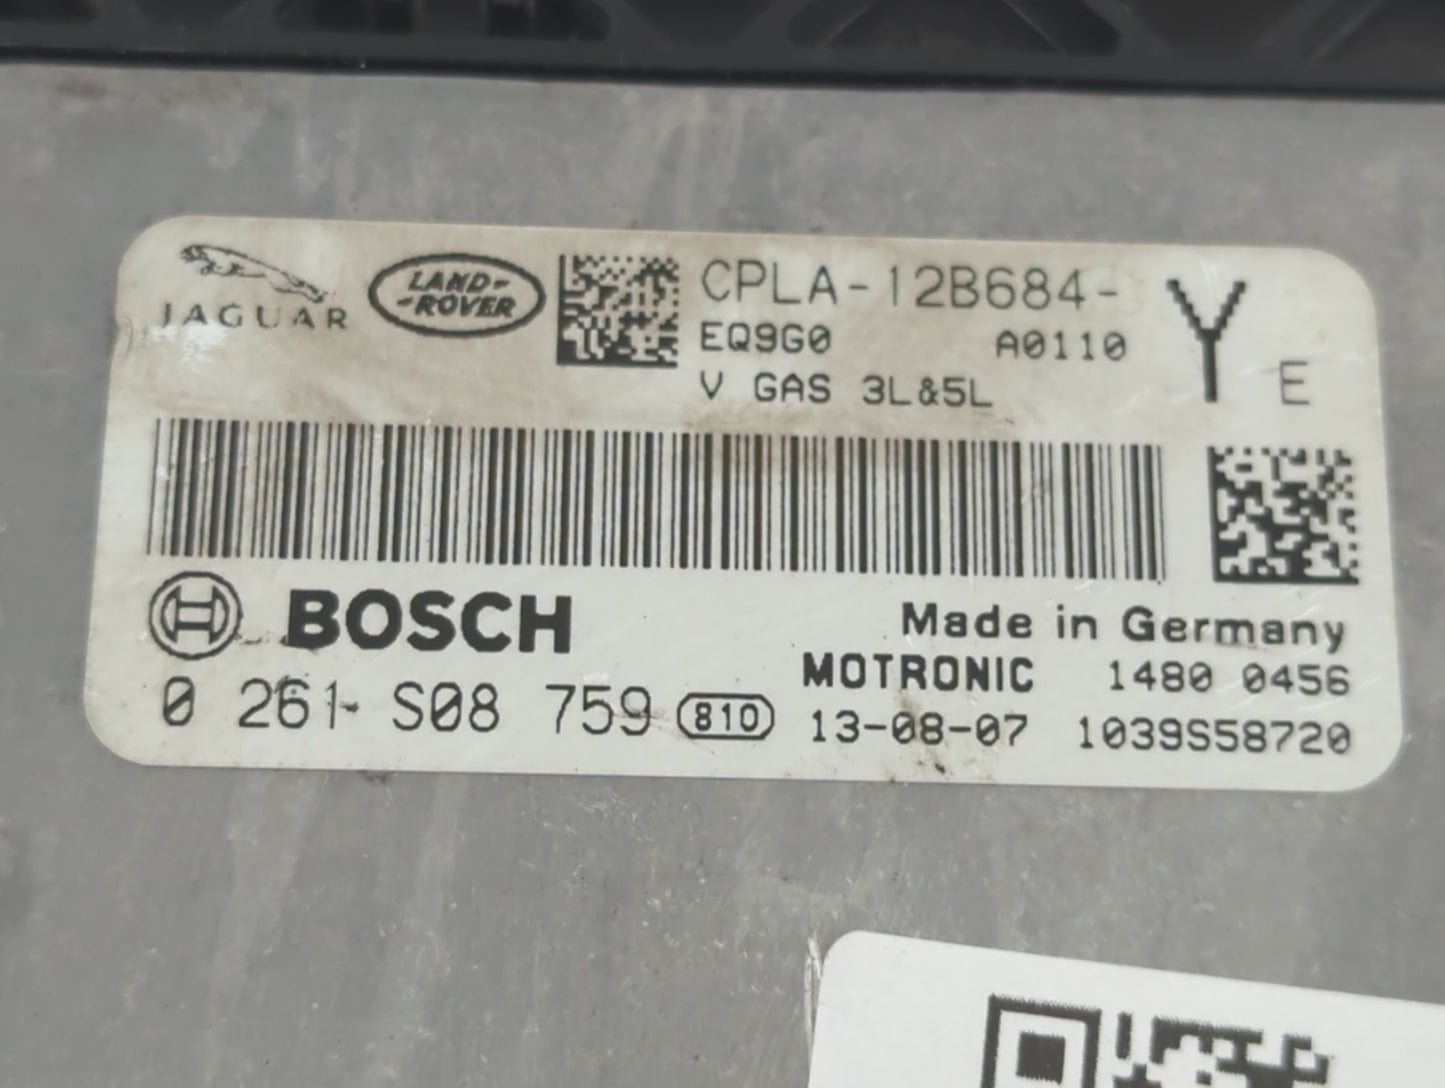 JAGUAR
LAND-
-ROVER
CPLA-12B684-
Y
E
EQ9G0 A0110
V GAS 3L&5L
BOSCH
Made in Germany
MOTRONIC 1480 0456
0 261 S08 759 810 13-08-07 1039S58720